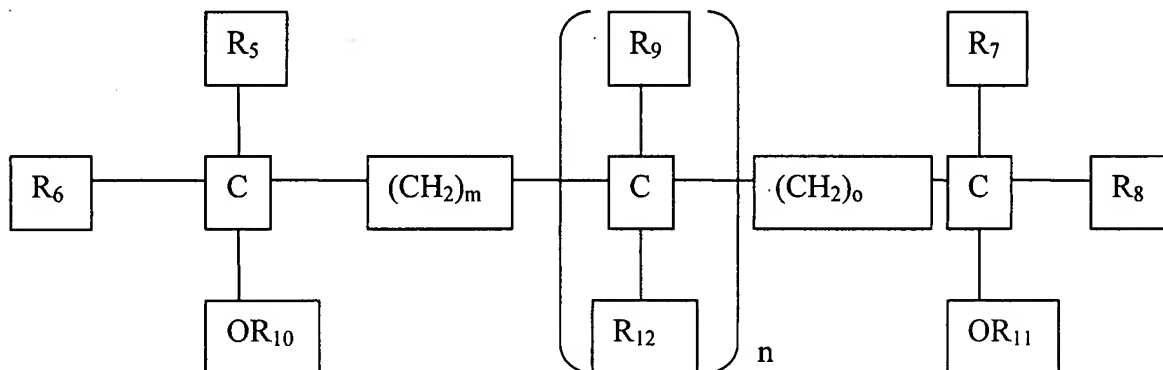 R₅ R₉ R₇
R₆ C (CH₂)ₘ C (CH₂)ₒ C R₈
OR₁₀ R₁₂ OR₁₁
n